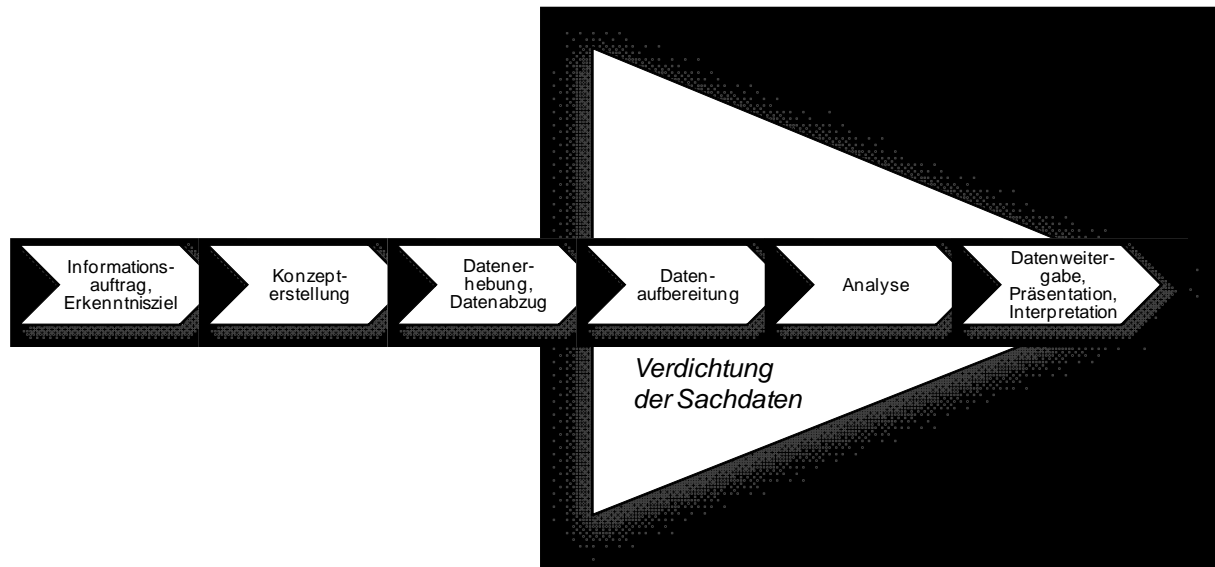 Informations-
auftrag,
Erkenntnisziel
Konzept-
erstellung
Datener-
hebung,
Datenabzug
Daten-
aufbereitung
Analyse
Datenweiter-
gabe,
Präsentation,
Interpretation
Verdichtung
der Sachdaten